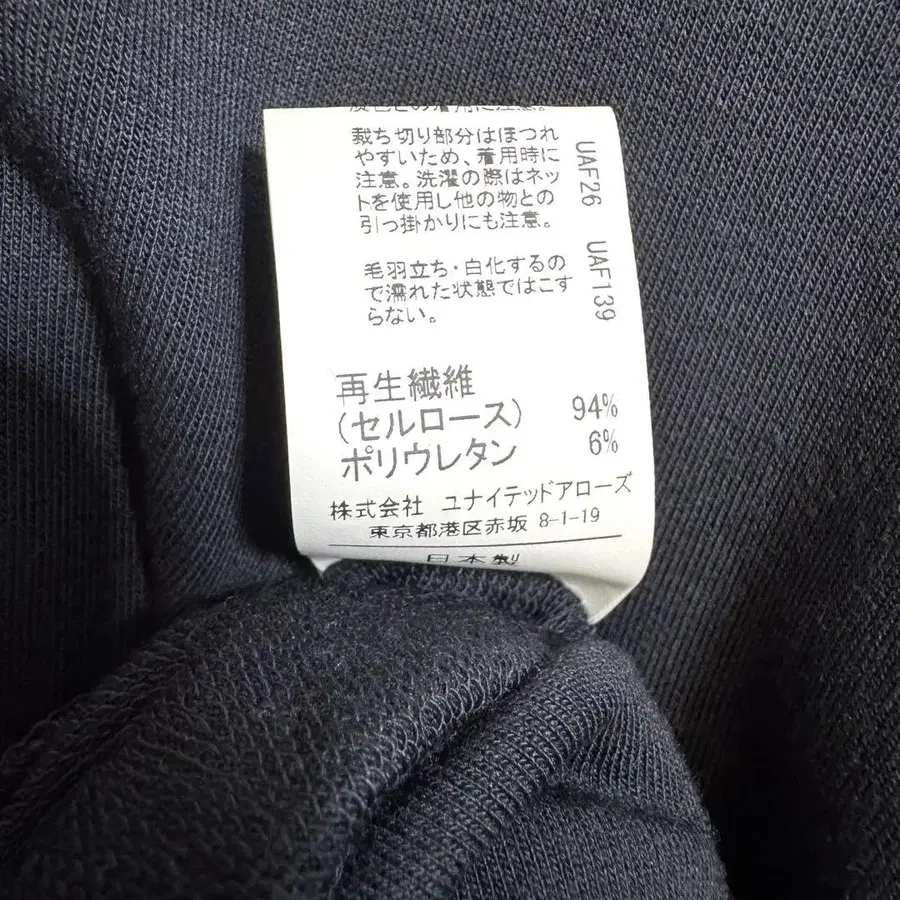 裁ち切り部分はほつれ
やすいため、着用時に
注意。洗濯の際はネッ
トを使用し他の物との
引っ掛かりにも注意。
毛羽立ち・白化するの
で濡れた状態ではこす
らない。
UAF26 UAF139
再生繊維
(セルロース) 94%
ポリウレタン 6%
株式会社 ユナイテッドアローズ
東京都港区赤坂 8-1-19
日本製